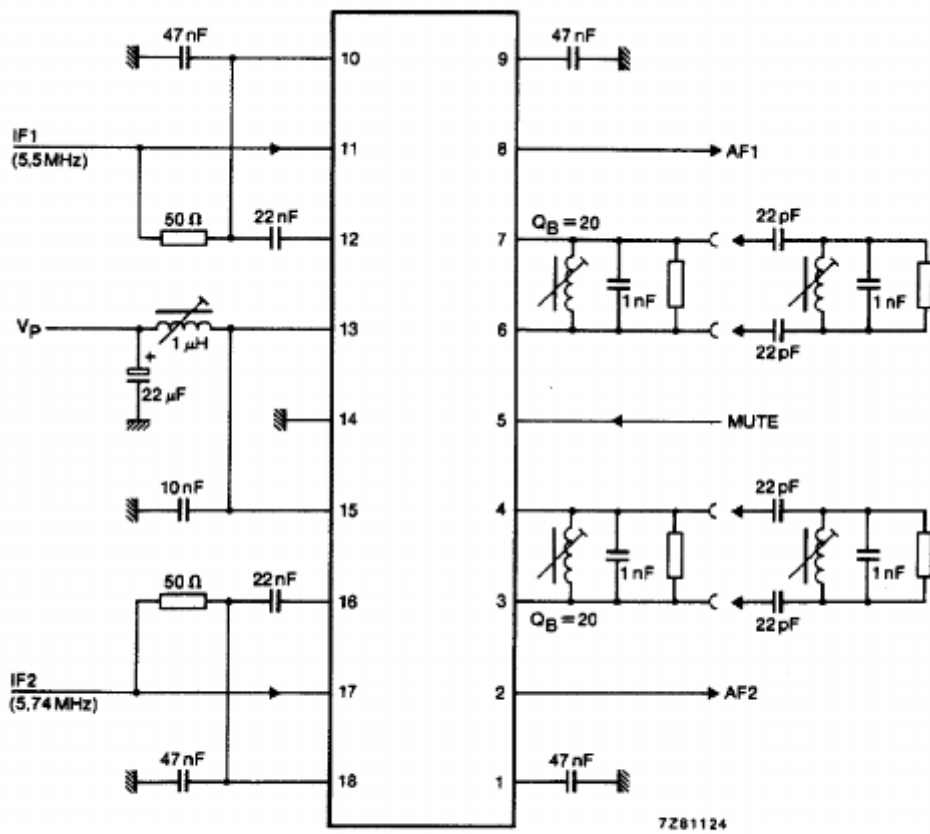 47 nF
47 nF
10
9
IF1
(5,5 MHz)
11
8
AF1
50 Ω
22 nF
12
7
Q_B = 20
22 pF
1 nF
1 nF
V_P
1 μH
13
6
22 pF
+
22 μF
14
5
MUTE
10 nF
15
4
22 pF
1 nF
1 nF
50 Ω
22 nF
16
3
Q_B = 20
22 pF
IF2
(5,74 MHz)
17
2
AF2
47 nF
47 nF
18
1
7Z81124